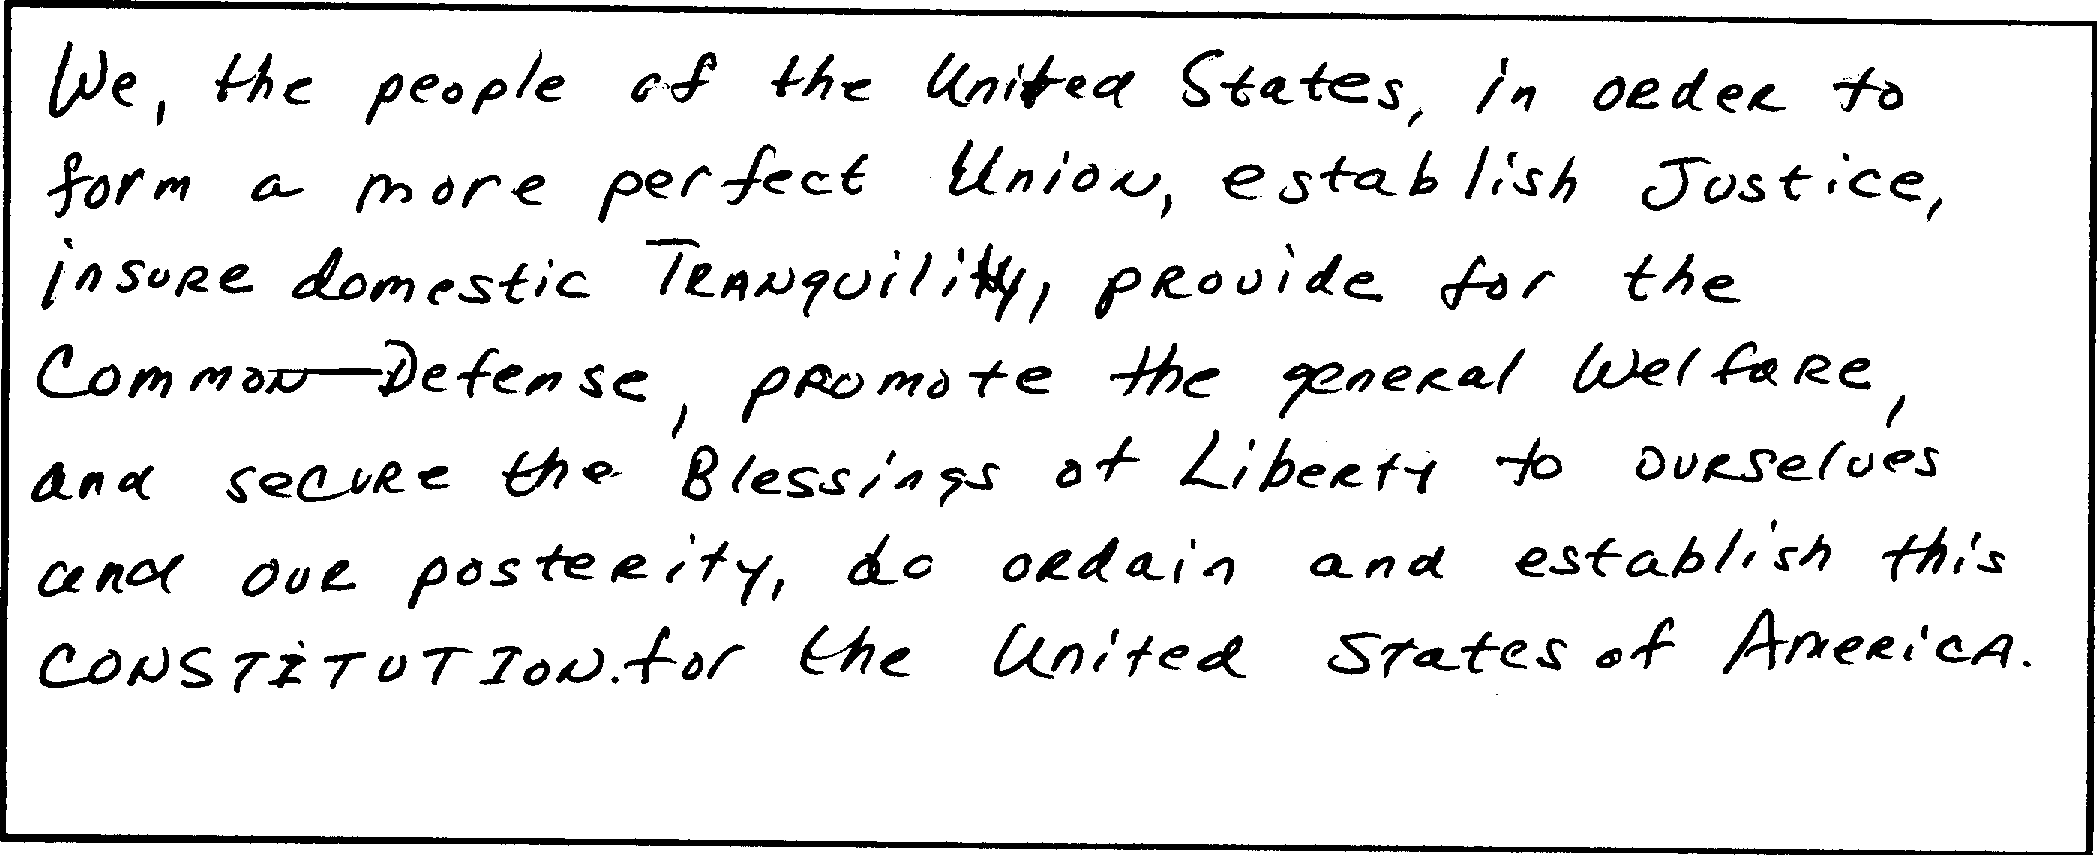 We, the people of the United States, in order to
form a more perfect Union, establish Justice,
insure domestic Tranquility, provide for the
Common Defense, promote the general Welfare,
and secure the Blessings of Liberty to ourselves
and our posterity, do ordain and establish this
CONSTITUTION. for the United States of America.